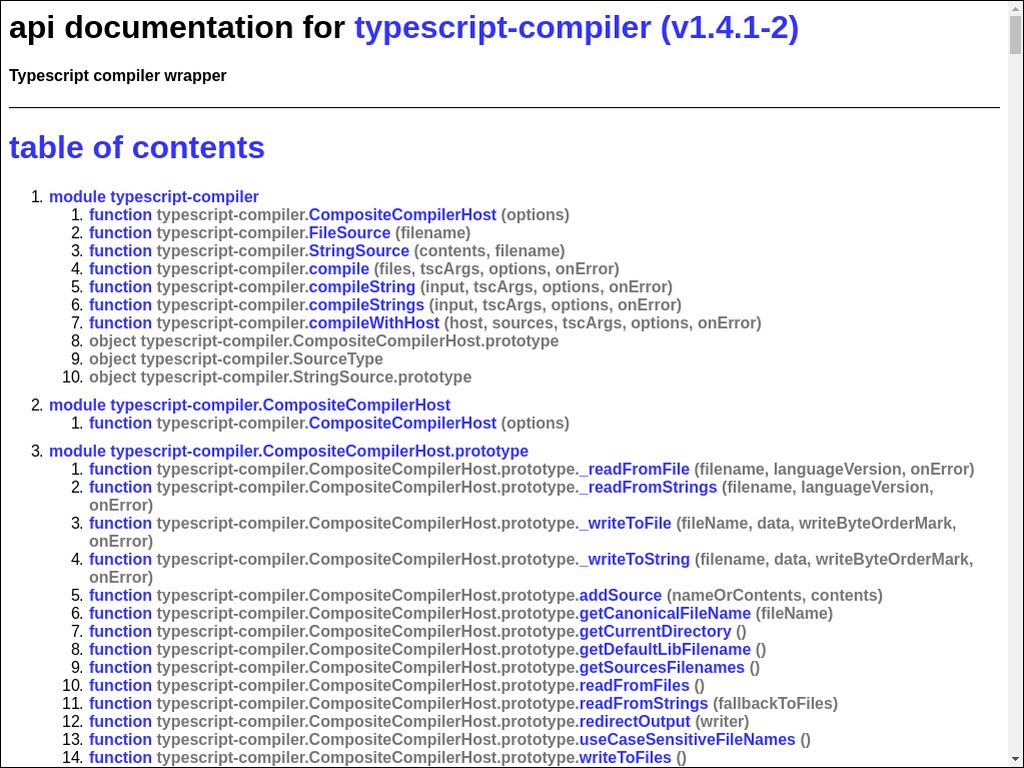 api documentation for typescript-compiler (v1.4.1-2)
Typescript compiler wrapper
table of contents
1. module typescript-compiler
1. function typescript-compiler.CompositeCompilerHost (options)
2. function typescript-compiler.FileSource (filename)
3. function typescript-compiler.StringSource (contents, filename)
4. function typescript-compiler.compile (files, tscArgs, options, onError)
5. function typescript-compiler.compileString (input, tscArgs, options, onError)
6. function typescript-compiler.compileStrings (input, tscArgs, options, onError)
7. function typescript-compiler.compileWithHost (host, sources, tscArgs, options, onError)
8. object typescript-compiler.CompositeCompilerHost.prototype
9. object typescript-compiler.SourceType
10. object typescript-compiler.StringSource.prototype
2. module typescript-compiler.CompositeCompilerHost
1. function typescript-compiler.CompositeCompilerHost (options)
3. module typescript-compiler.CompositeCompilerHost.prototype
1. function typescript-compiler.CompositeCompilerHost.prototype._readFromFile (filename, languageVersion, onError)
2. function typescript-compiler.CompositeCompilerHost.prototype._readFromStrings (filename, languageVersion,
onError)
3. function typescript-compiler.CompositeCompilerHost.prototype._writeToFile (fileName, data, writeByteOrderMark,
onError)
4. function typescript-compiler.CompositeCompilerHost.prototype._writeToString (filename, data, writeByteOrderMark,
onError)
5. function typescript-compiler.CompositeCompilerHost.prototype.addSource (nameOrContents, contents)
6. function typescript-compiler.CompositeCompilerHost.prototype.getCanonicalFileName (fileName)
7. function typescript-compiler.CompositeCompilerHost.prototype.getCurrentDirectory ()
8. function typescript-compiler.CompositeCompilerHost.prototype.getDefaultLibFilename ()
9. function typescript-compiler.CompositeCompilerHost.prototype.getSourcesFilenames ()
10. function typescript-compiler.CompositeCompilerHost.prototype.readFromFiles ()
11. function typescript-compiler.CompositeCompilerHost.prototype.readFromStrings (fallbackToFiles)
12. function typescript-compiler.CompositeCompilerHost.prototype.redirectOutput (writer)
13. function typescript-compiler.CompositeCompilerHost.prototype.useCaseSensitiveFileNames ()
14. function typescript-compiler.CompositeCompilerHost.prototype.writeToFiles ()